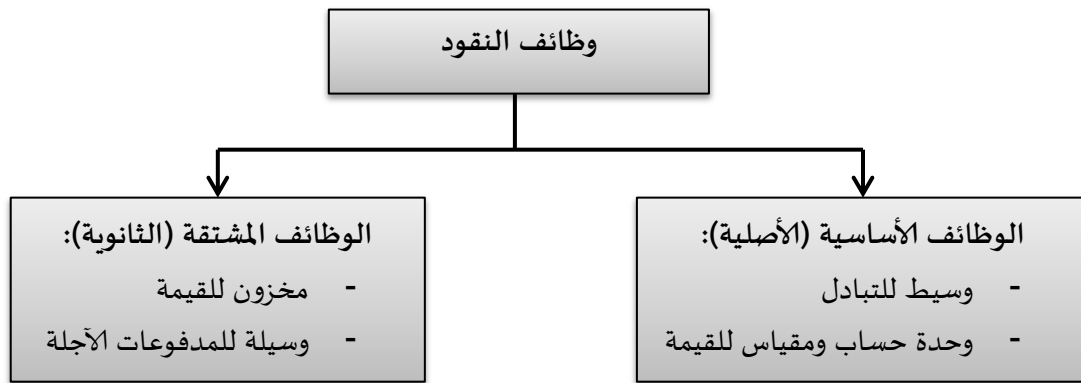 وظائف النقود
الوظائف الأساسية (الأصلية):
- وسيط للتبادل
- وحدة حساب ومقياس للقيمة
الوظائف المشتقة (الثانوية):
- مخزون للقيمة
- وسيلة للمدفوعات الآجلة